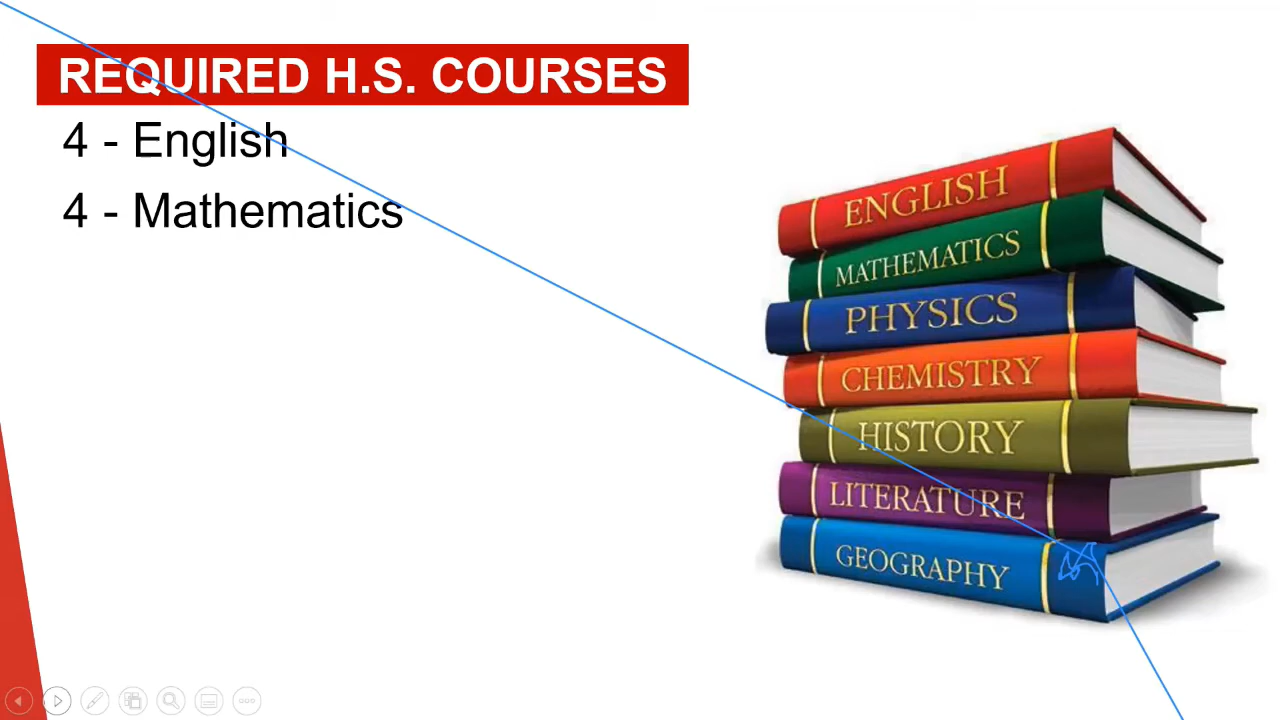 REQUIRED H.S. COURSES
4 - English
4 - Mathematics
ENGLISH
MATHEMATICS
PHYSICS
CHEMISTRY
HISTORY
LITERATURE
GEOGRAPHY